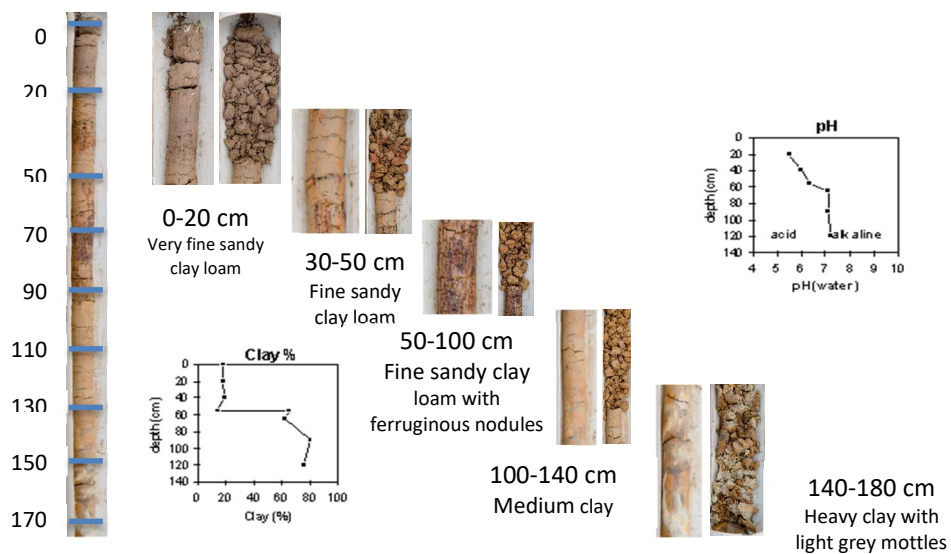 0
20
50
70
90
110
130
150
170
0-20 cm
Very fine sandy
clay loam
30-50 cm
Fine sandy
clay loam
50-100 cm
Fine sandy clay
loam with
ferruginous nodules
100-140 cm
Medium clay
140-180 cm
Heavy clay with
light grey mottles
pH
depth(cm)
0
20
40
60
80
100
120
140
acid
alkaline
4 5 6 7 8 9 10
pH(water)
Clay %
depth(cm)
0
20
40
60
80
100
120
140
0 20 40 60 80 100
Clay (%)